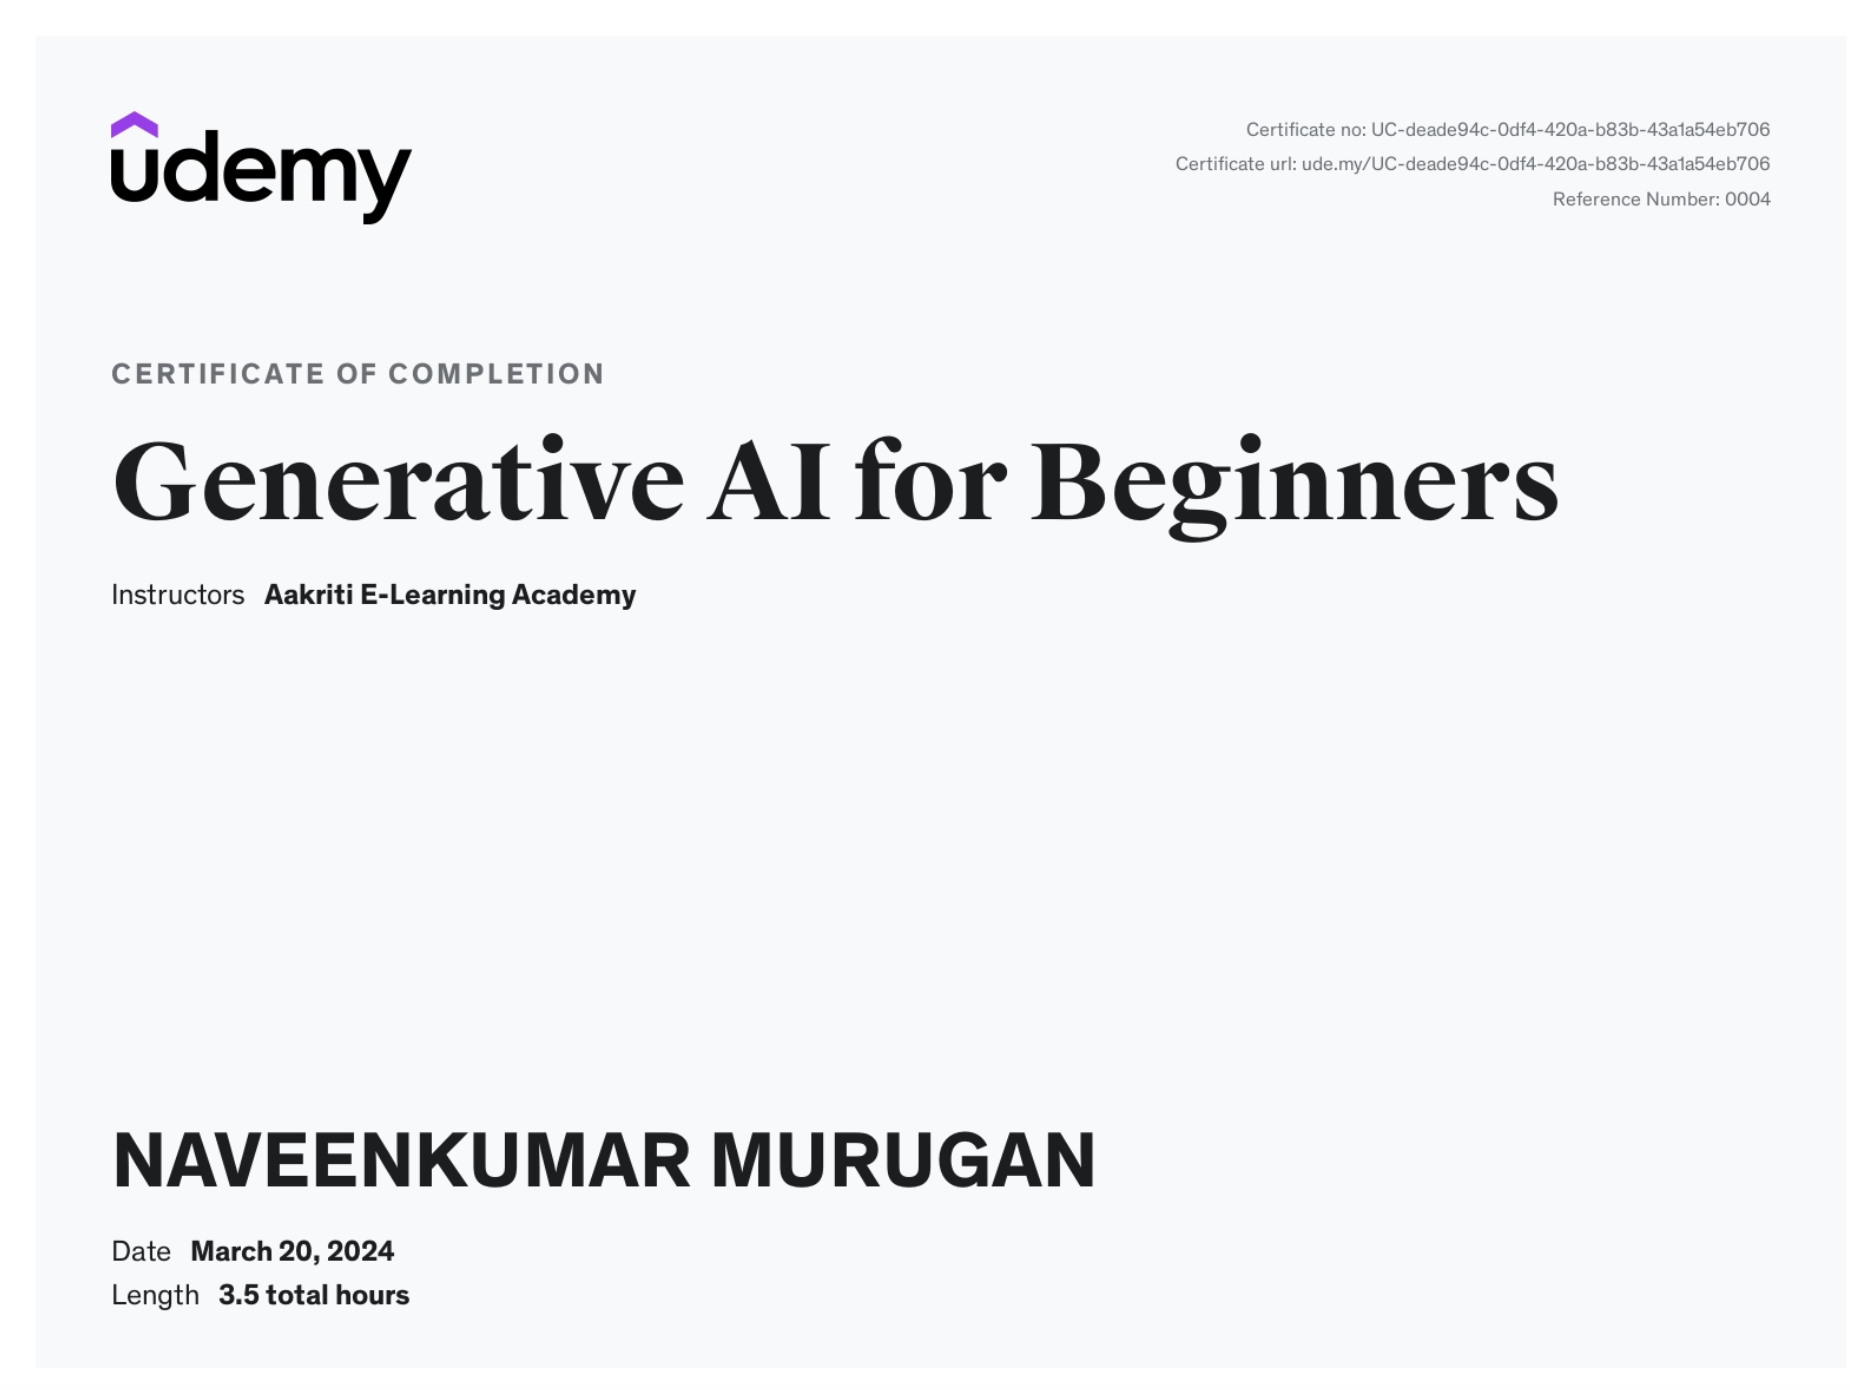 udemy
Certificate no: UC-deade94c-0df4-420a-b83b-43a1a54eb706
Certificate url: ude.my/UC-deade94c-0df4-420a-b83b-43a1a54eb706
Reference Number: 0004
CERTIFICATE OF COMPLETION
Generative AI for Beginners
Instructors Aakriti E-Learning Academy
NAVEENKUMAR MURUGAN
Date March 20, 2024
Length 3.5 total hours